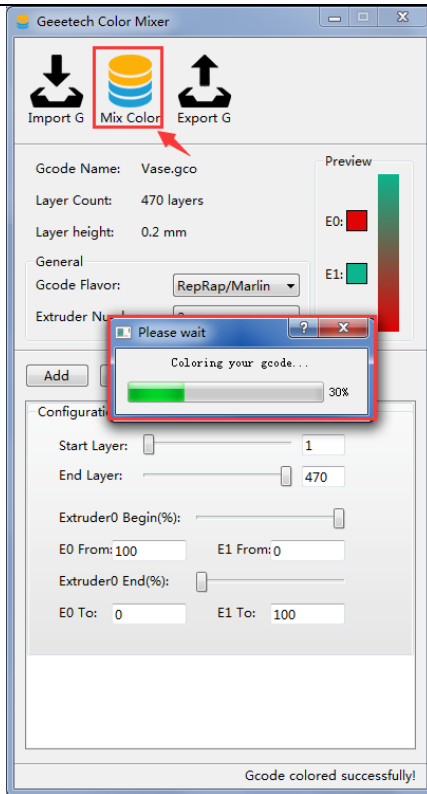 Geeetech Color Mixer
Import G Mix Color Export G
Gcode Name: Vase.gco
Layer Count: 470 layers
Layer height: 0.2 mm
Preview
E0:
E1:
General
Gcode Flavor: RepRap/Marlin
Extruder
Please wait
Coloring your gcode...
30%
Add
Start Layer: 1
End Layer: 470
Extruder0 Begin(%):
E0 From: 100 E1 From: 0
Extruder0 End(%):
E0 To: 0 E1 To: 100
Gcode colored successfully!